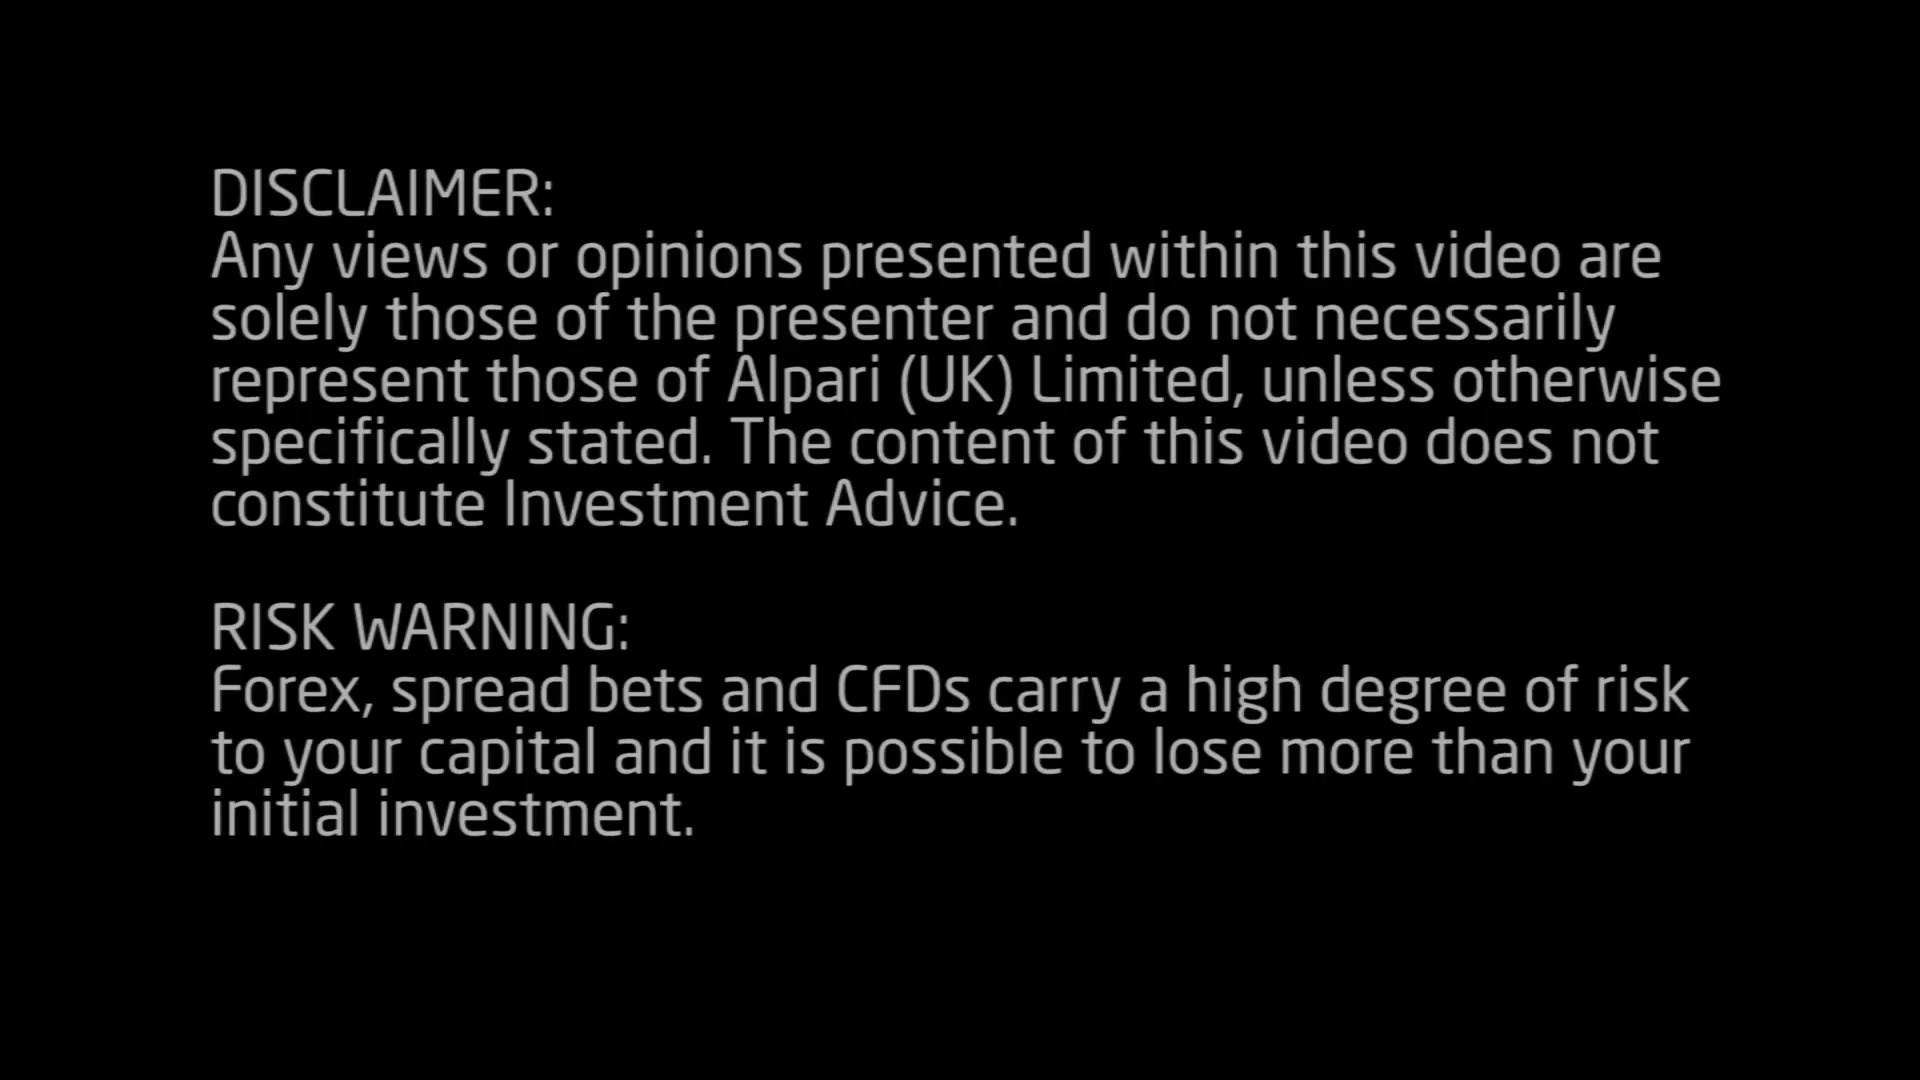 DISCLAIMER:
Any views or opinions presented within this video are
solely those of the presenter and do not necessarily
represent those of Alpari (UK) Limited, unless otherwise
specifically stated. The content of this video does not
constitute Investment Advice.
RISK WARNING:
Forex, spread bets and CFDs carry a high degree of risk
to your capital and it is possible to lose more than your
initial investment.